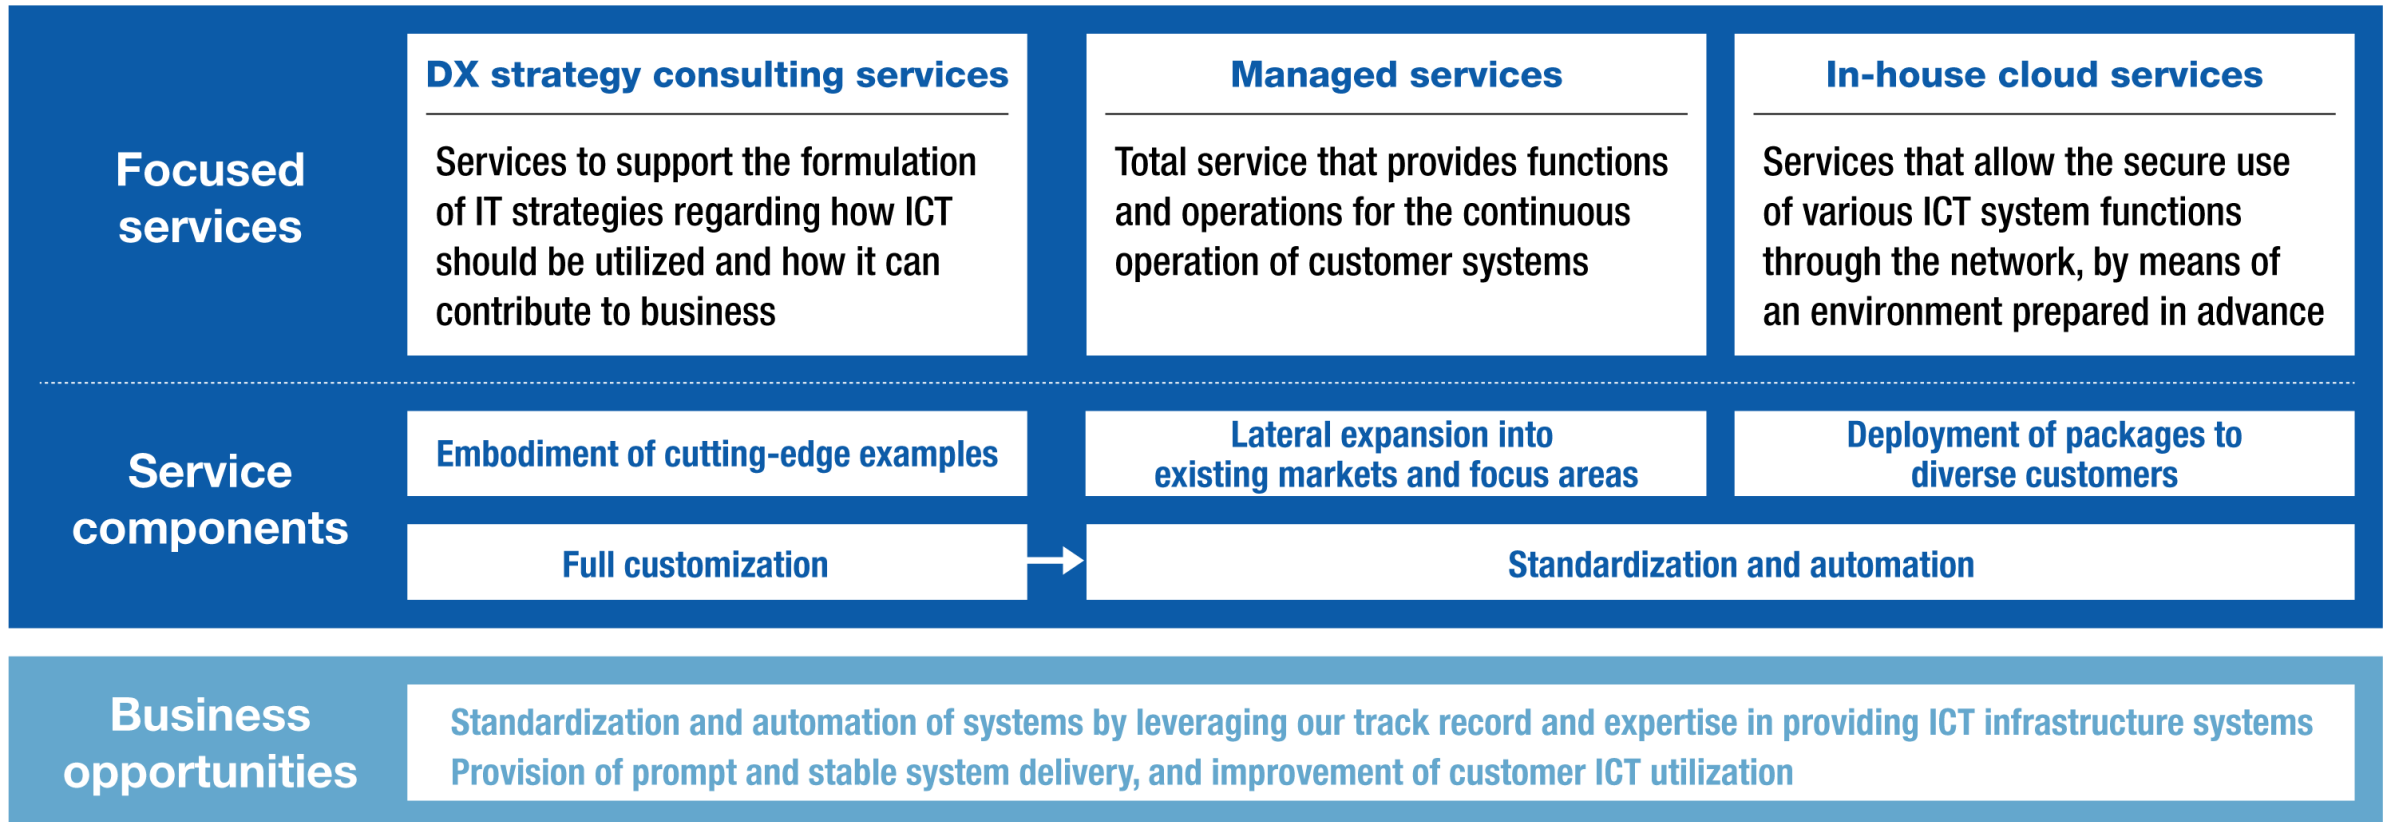 Focused
services
DX strategy consulting services
Services to support the formulation
of IT strategies regarding how ICT
should be utilized and how it can
contribute to business
Managed services
Total service that provides functions
and operations for the continuous
operation of customer systems
In-house cloud services
Services that allow the secure use
of various ICT system functions
through the network, by means of
an environment prepared in advance
Service
components
Embodiment of cutting-edge examples
Lateral expansion into
existing markets and focus areas
Deployment of packages to
diverse customers
Full customization
Standardization and automation
Business
opportunities
Standardization and automation of systems by leveraging our track record and expertise in providing ICT infrastructure systems
Provision of prompt and stable system delivery, and improvement of customer ICT utilization